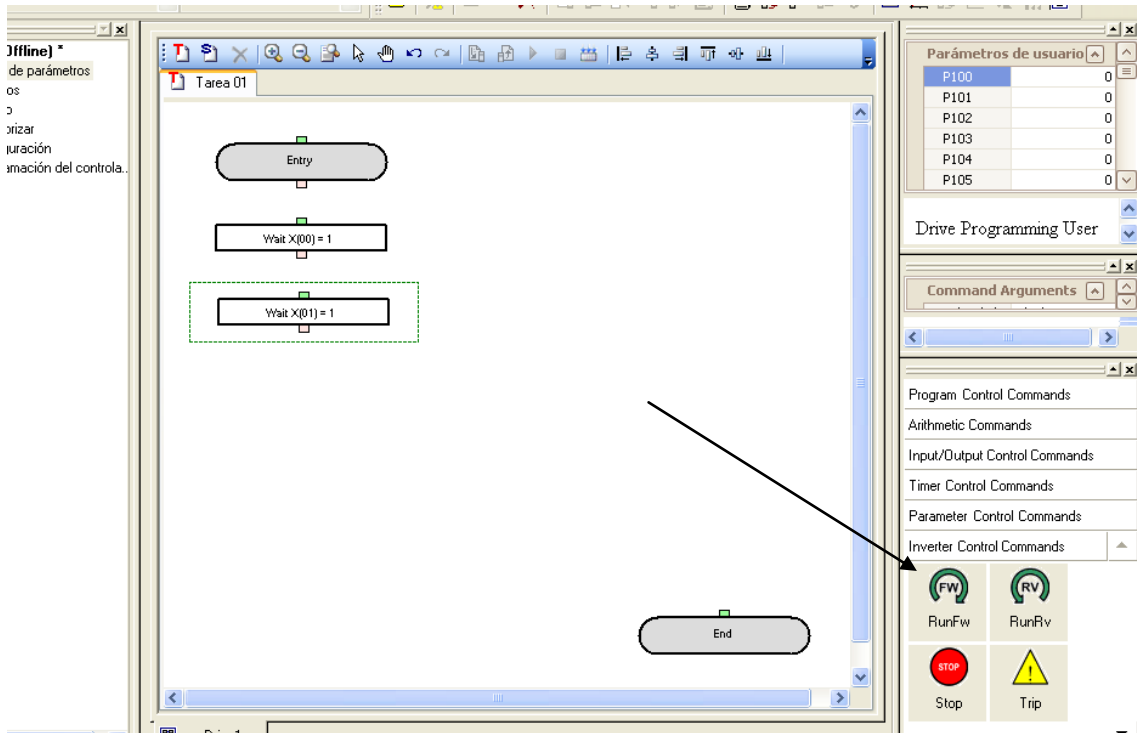 Offline) *
de parámetros
os
o
orizar
guración
amación del controla..
Tarea 01
Entry
Wait X(00) = 1
Wait X(01) = 1
End
Parámetros de usuario
P100 0
P101 0
P102 0
P103 0
P104 0
P105 0
Drive Programming User
Command Arguments
Program Control Commands
Arithmetic Commands
Input/Output Control Commands
Timer Control Commands
Parameter Control Commands
Inverter Control Commands
FW RV
RunFw RunRv
STOP
Stop Trip